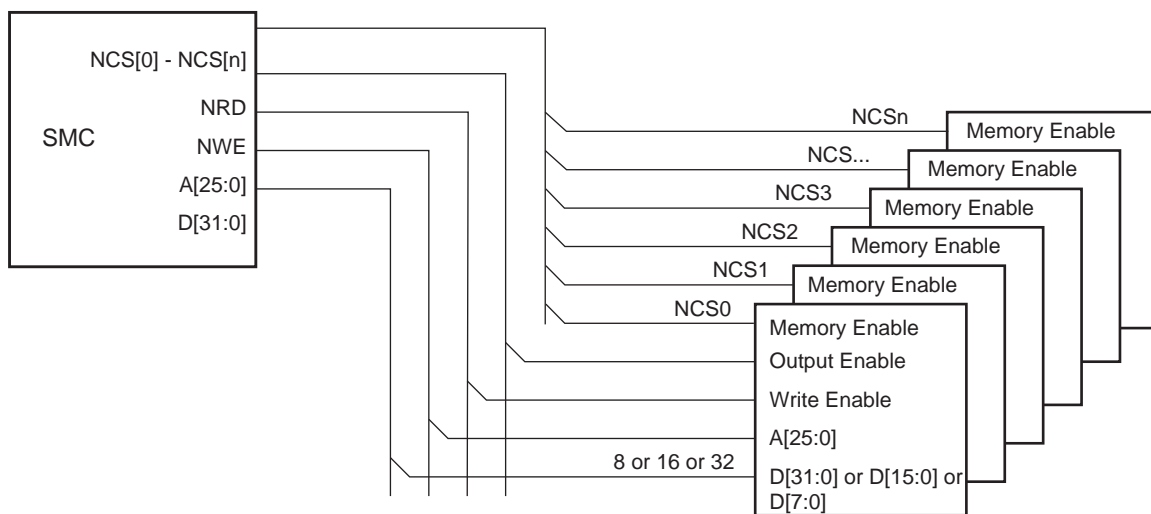 NCS[0] - NCS[n]
NRD
SMC
NWE
A[25:0]
D[31:0]
NCSn
Memory Enable
NCS...
Memory Enable
NCS3
Memory Enable
NCS2
Memory Enable
NCS1
Memory Enable
NCS0
Memory Enable
Output Enable
Write Enable
A[25:0]
8 or 16 or 32
D[31:0] or D[15:0] or
D[7:0]